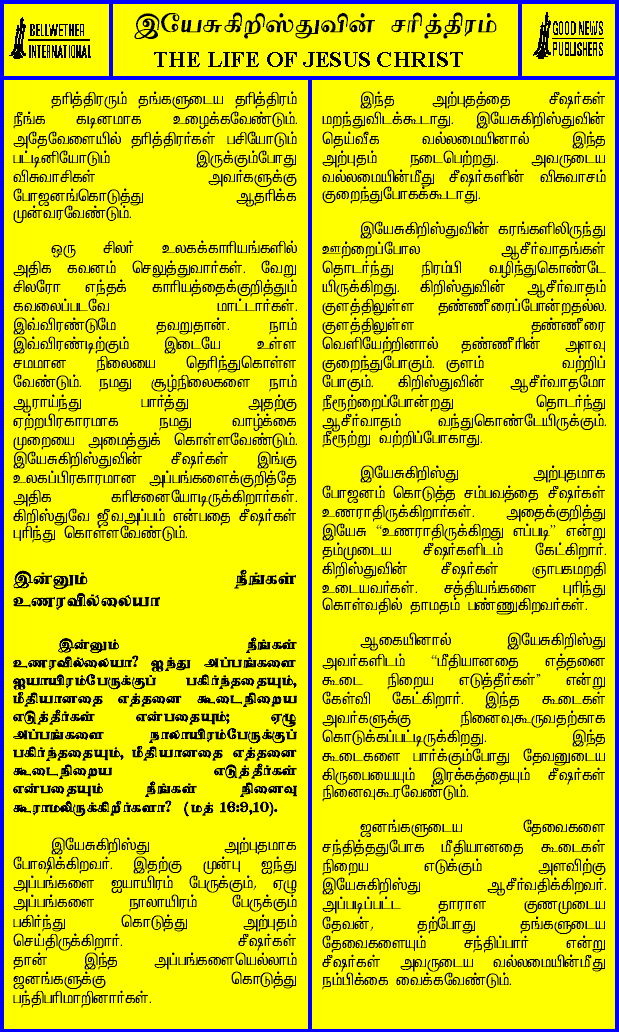 BELLWETHER
INTERNATIONAL
இயேசுகிறிஸ்துவின் சரித்திரம்
THE LIFE OF JESUS CHRIST
GOOD NEWS
PUBLISHERS
தரித்திரரும் தங்களுடைய தரித்திரம்
நீங்க கடினமாக உழைக்கவேண்டும்.
அதேவேளையில் தரித்திரர்கள் பசியோடும்
பட்டினியோடும் இருக்கும்போது
விசுவாசிகள் அவர்களுக்கு
போஜனங்கொடுத்து ஆதரிக்க
முன்வரவேண்டும்.
ஒரு சிலர் உலகக்காரியங்களில்
அதிக கவனம் செலுத்துவார்கள். வேறு
சிலரோ எந்தக் காரியத்தைக்குறித்தும்
கவலைப்படவே மாட்டார்கள்.
இவ்விரண்டுமே தவறுதான். நாம்
இவ்விரண்டிற்கும் இடையே உள்ள
சமமான நிலையை தெரிந்துகொள்ள
வேண்டும். நமது சூழ்நிலைகளை நாம்
ஆராய்ந்து பார்த்து அதற்கு
ஏற்றபிரகாரமாக நமது வாழ்க்கை
முறையை அமைத்துக் கொள்ளவேண்டும்.
இயேசுகிறிஸ்துவின் சீஷர்கள் இங்கு
உலகப்பிரகாரமான அப்பங்களைக்குறித்தே
அதிக கரிசனையோடிருக்கிறார்கள்.
கிறிஸ்துவே ஜீவஅப்பம் என்பதை சீஷர்கள்
புரிந்து கொள்ளவேண்டும்.
இன்னும் நீங்கள்
உணரவில்லையா
இன்னும் நீங்கள்
உணரவில்லையா? ஐந்து அப்பங்களை
ஐயாயிரம்பேருக்குப் பகிர்ந்ததையும்,
மீதியானதை எத்தனை கூடைநிறைய
எடுத்தீர்கள் என்பதையும்; ஏழு
அப்பங்களை நாலாயிரம்பேருக்குப்
பகிர்ந்ததையும், மீதியானதை எத்தனை
கூடைநிறைய எடுத்தீர்கள்
என்பதையும் நீங்கள் நினைவு
கூராமலிருக்கிறீர்களா? (மத் 16:9,10).
இயேசுகிறிஸ்து அற்புதமாக
போஷிக்கிறவர். இதற்கு முன்பு ஐந்து
அப்பங்களை ஐயாயிரம் பேருக்கும், ஏழு
அப்பங்களை நாலாயிரம் பேருக்கும்
பகிர்ந்து கொடுத்து அற்புதம்
செய்திருக்கிறார். சீஷர்கள்
தான் இந்த அப்பங்களையெல்லாம்
ஜனங்களுக்கு கொடுத்து
பந்திபரிமாறினார்கள்.
இந்த அற்புதத்தை சீஷர்கள்
மறந்துவிடக்கூடாது. இயேசுகிறிஸ்துவின்
தெய்வீக வல்லமையினால் இந்த
அற்புதம் நடைபெற்றது. அவருடைய
வல்லமையின்மீது சீஷர்களின் விசுவாசம்
குறைந்துபோகக்கூடாது.
இயேசுகிறிஸ்துவின் கரங்களிலிருந்து
ஊற்றைப்போல ஆசீர்வாதங்கள்
தொடர்ந்து நிரம்பி வழிந்துகொண்டே
யிருக்கிறது. கிறிஸ்துவின் ஆசீர்வாதம்
குளத்திலுள்ள தண்ணீரைப்போன்றதல்ல.
குளத்திலுள்ள தண்ணீரை
வெளியேற்றினால் தண்ணீரின் அளவு
குறைந்துபோகும். குளம் வற்றிப்
போகும். கிறிஸ்துவின் ஆசீர்வாதமோ
நீரூற்றைப்போன்றது தொடர்ந்து
ஆசீர்வாதம் வந்துகொண்டேயிருக்கும்.
நீரூற்று வற்றிப்போகாது.
இயேசுகிறிஸ்து அற்புதமாக
போஜனம் கொடுத்த சம்பவத்தை சீஷர்கள்
உணராதிருக்கிறார்கள். அதைக்குறித்து
இயேசு “உணராதிருக்கிறது எப்படி” என்று
தம்முடைய சீஷர்களிடம் கேட்கிறார்.
கிறிஸ்துவின் சீஷர்கள் ஞாபகமறதி
உடையவர்கள். சத்தியங்களை புரிந்து
கொள்வதில் தாமதம் பண்ணுகிறவர்கள்.
ஆகையினால் இயேசுகிறிஸ்து
அவர்களிடம் “மீதியானதை எத்தனை
கூடை நிறைய எடுத்தீர்கள்” என்று
கேள்வி கேட்கிறார். இந்த கூடைகள்
அவர்களுக்கு நினைவுகூருவதற்காக
கொடுக்கப்பட்டிருக்கிறது. இந்த
கூடைகளை பார்க்கும்போது தேவனுடைய
கிருபையையும் இரக்கத்தையும் சீஷர்கள்
நினைவுகூரவேண்டும்.
ஜனங்களுடைய தேவைகளை
சந்தித்ததுபோக மீதியானதை கூடைகள்
நிறைய எடுக்கும் அளவிற்கு
இயேசுகிறிஸ்து ஆசீர்வதிக்கிறவர்.
அப்படிப்பட்ட தாராள குணமுடைய
தேவன், தற்போது தங்களுடைய
தேவைகளையும் சந்திப்பார் என்று
சீஷர்கள் அவருடைய வல்லமையின்மீது
நம்பிக்கை வைக்கவேண்டும்.